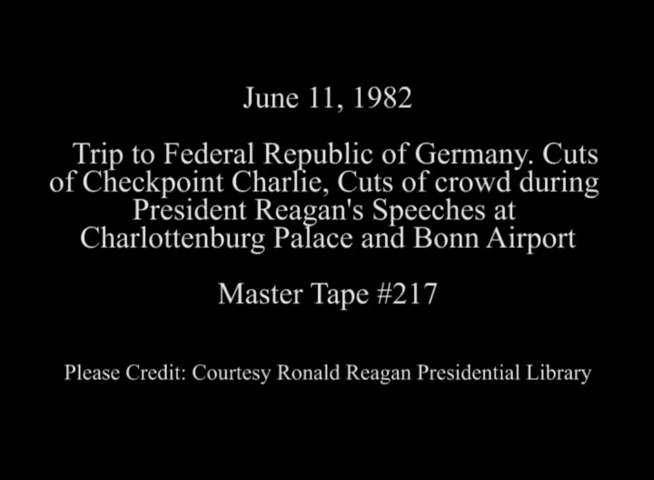 June 11, 1982
Trip to Federal Republic of Germany. Cuts
of Checkpoint Charlie, Cuts of crowd during
President Reagan's Speeches at
Charlottenburg Palace and Bonn Airport
Master Tape #217
Please Credit: Courtesy Ronald Reagan Presidential Library